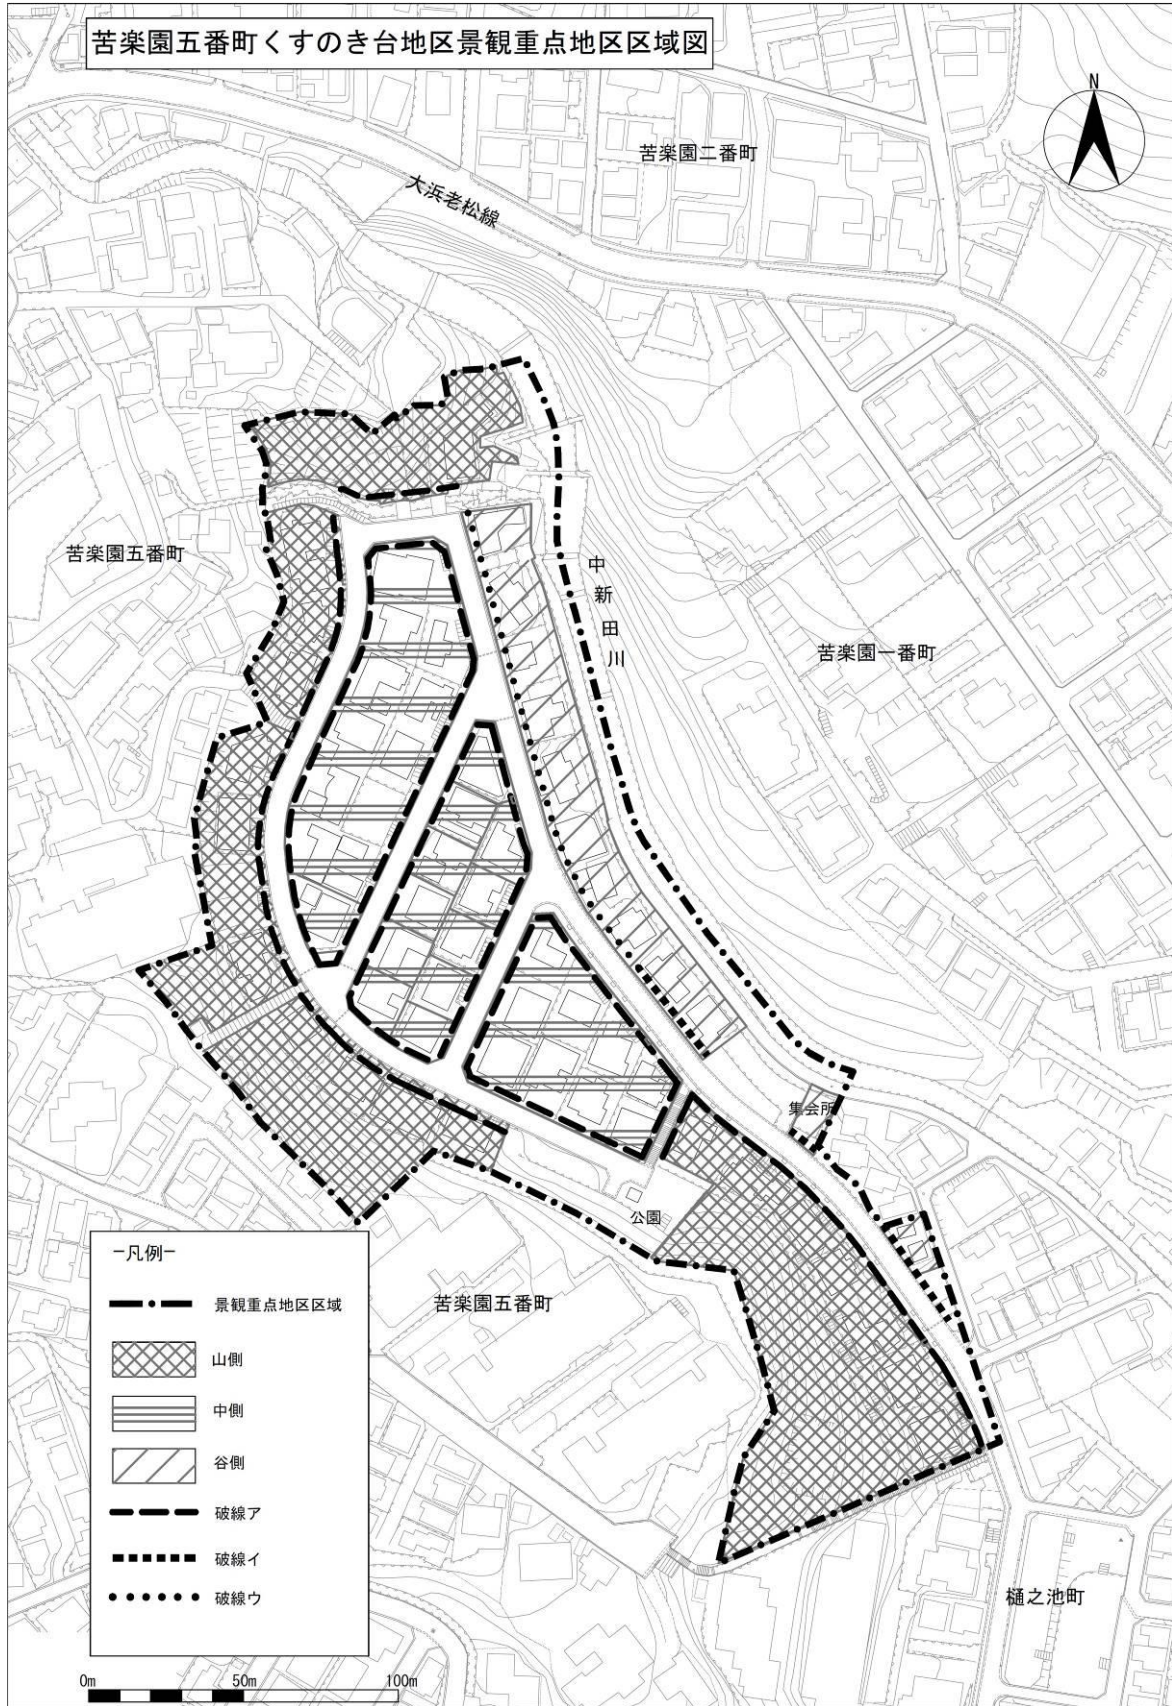 苦楽園五番町くすのき台地区景観重点地区区域図
N
苦楽園二番町
大浜老松線
苦楽園五番町
中新田川
苦楽園一番町
集会所
公園
苦楽園五番町
樋之池町
−凡例−
景観重点地区区域
山側
中側
谷側
破線ア
破線イ
破線ウ
0m 50m 100m